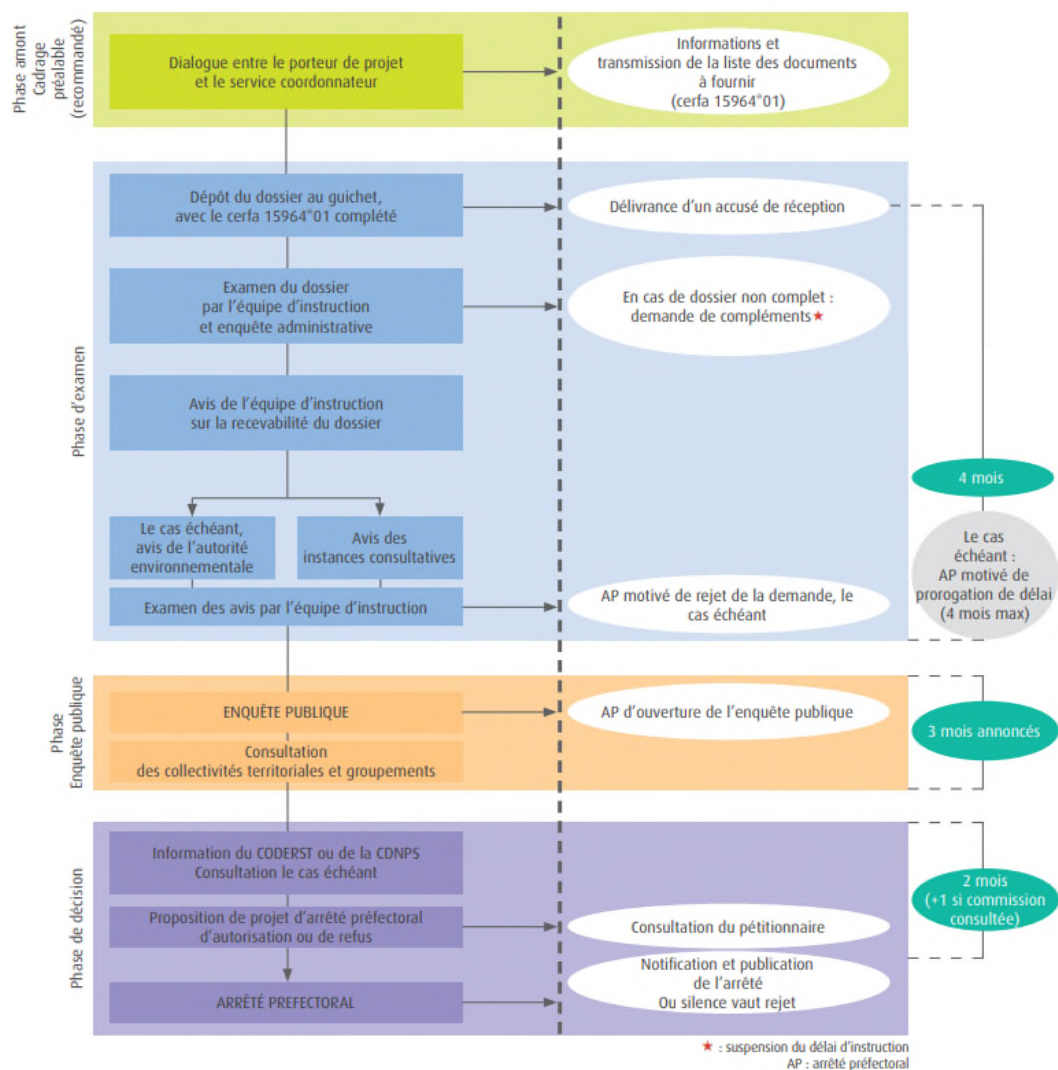 Phase amont
Cadrage
préalable
(recommandé)
Dialogue entre le porteur de projet
et le service coordonnateur
Informations et
transmission de la liste des documents
à fournir
(cerfa 15964*01)
Phase d'examen
Dépôt du dossier au guichet,
avec le cerfa 15964*01 complété
Délivrance d'un accusé de réception
Examen du dossier
par l'équipe d'instruction
et enquête administrative
En cas de dossier non complet :
demande de compléments★
Avis de l'équipe d'instruction
sur la recevabilité du dossier
4 mois
Le cas échéant,
avis de l'autorité
environnementale
Avis des
instances consultatives
Le cas
échéant :
AP motivé de
prorogation de délai
(4 mois max)
Examen des avis par l'équipe d'instruction
AP motivé de rejet de la demande, le
cas échéant
Phase
Enquête publique
ENQUÊTE PUBLIQUE
AP d'ouverture de l'enquête publique
3 mois annoncés
Consultation
des collectivités territoriales et groupements
Phase de décision
Information du CODERST ou de la CDNPS
Consultation le cas échéant
2 mois
(+1 si commission
consultée)
Proposition de projet d'arrêté préfectoral
d'autorisation ou de refus
Consultation du pétitionnaire
ARRÊTÉ PREFECTORAL
Notification et publication
de l'arrêté
Ou silence vaut rejet
★ : suspension du délai d'instruction
AP : arrêté préfectoral